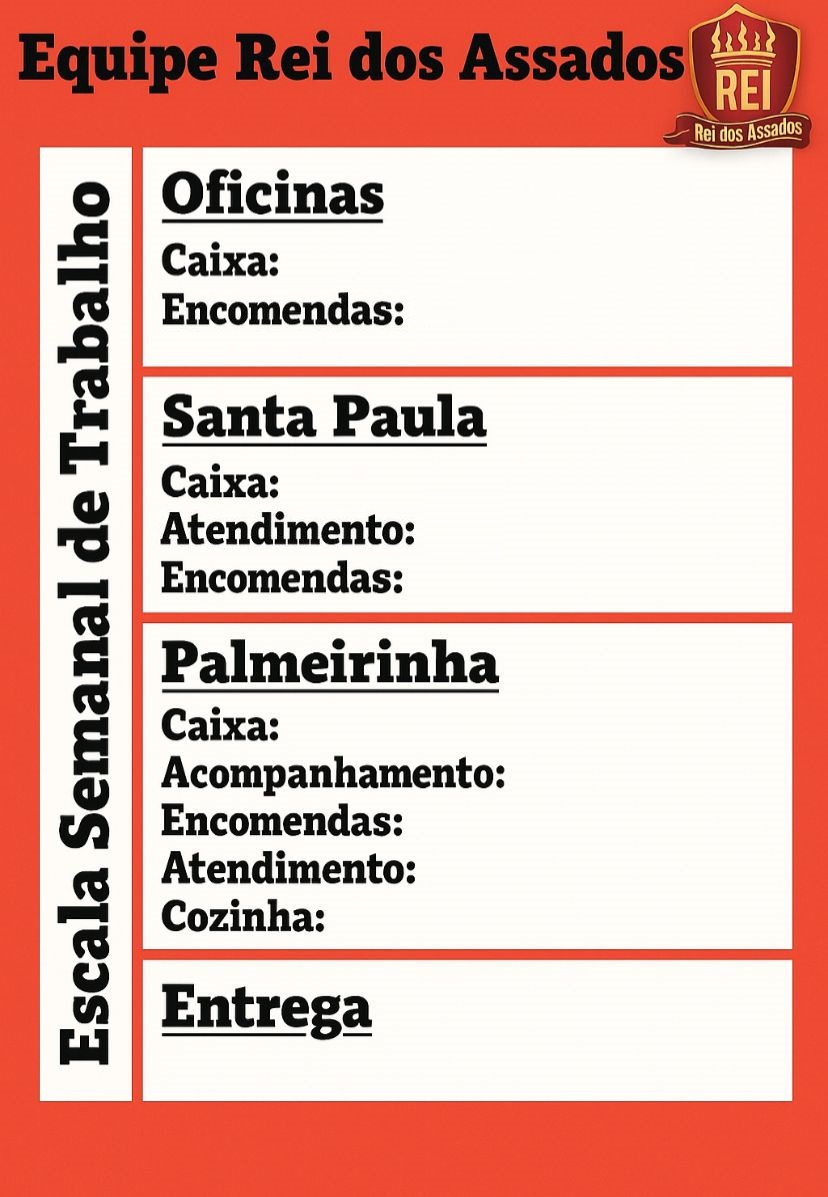 Equipe Rei dos Assados
REI
Rei dos Assados
Escala Semanal de Trabalho
Oficinas
Caixa:
Encomendas:
Santa Paula
Caixa:
Atendimento:
Encomendas:
Palmeirinha
Caixa:
Acompanhamento:
Encomendas:
Atendimento:
Cozinha:
Entrega